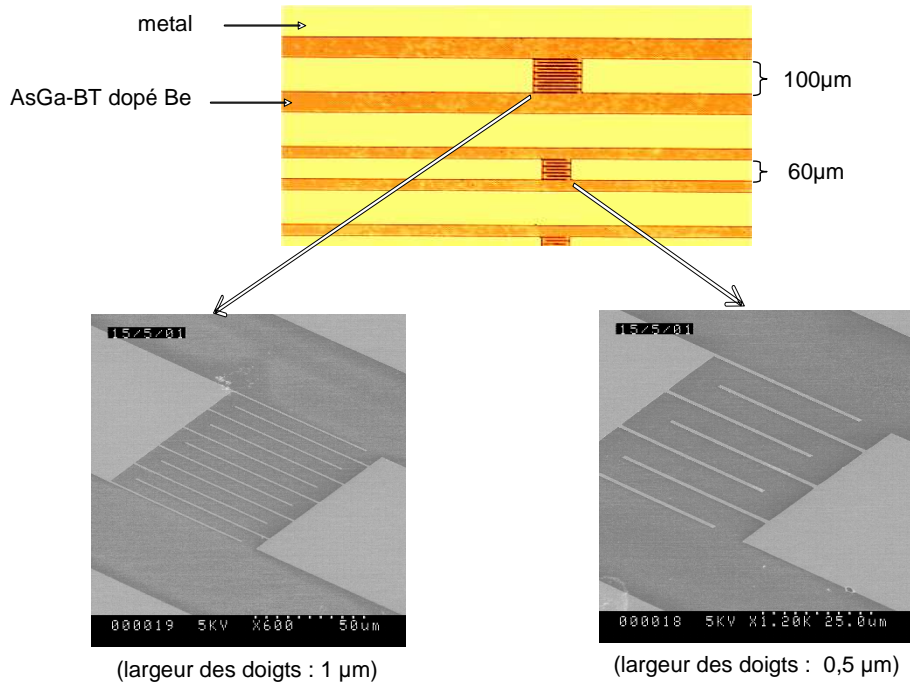 metal
AsGa-BT dopé Be
100µm
60µm
15/5/01
000019 5KV X600 50um
15/5/01
000018 5KV X1.20K 25.0um
(largeur des doigts : 1 µm)
(largeur des doigts : 0,5 µm)